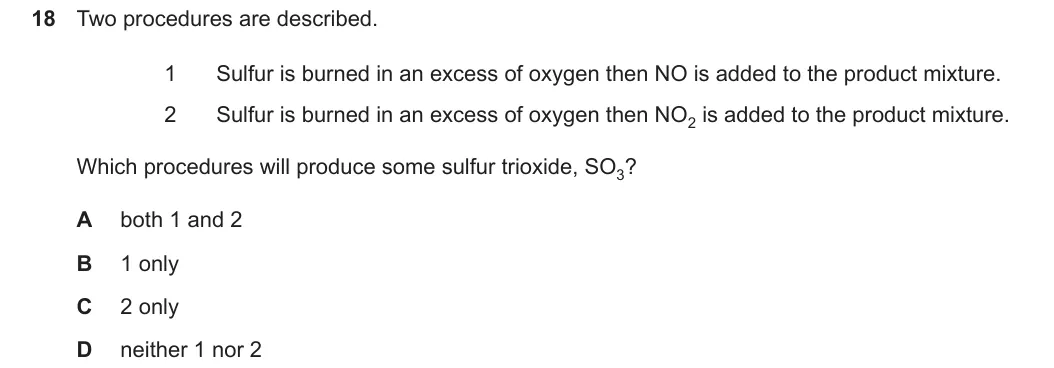 18 Two procedures are described.
1 Sulfur is burned in an excess of oxygen then NO is added to the product mixture.
2 Sulfur is burned in an excess of oxygen then NO₂ is added to the product mixture.
Which procedures will produce some sulfur trioxide, SO₃?
A both 1 and 2
B 1 only
C 2 only
D neither 1 nor 2